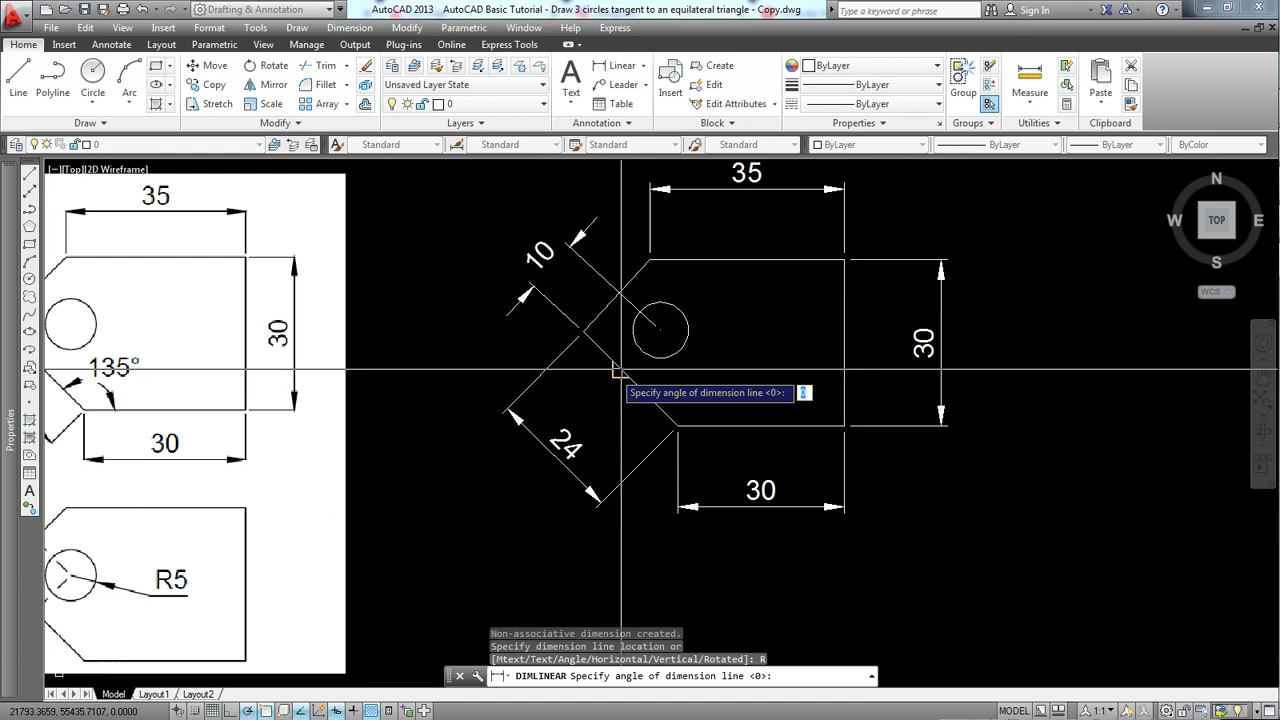 Drafting & Annotation
AutoCAD 2013 AutoCAD Basic Tutorial - Draw 3 circles tangent to an equilateral triangle - Copy.dwg
Type a keyword or phrase
Sign In
File Edit View Insert Format Tools Draw Dimension Modify Parametric Window Help Express
Home Insert Annotate Layout Parametric View Manage Output Plug-ins Online Express Tools
Move Rotate Trim Linear Create ByLayer
Unsaved Layer State
Copy Mirror Fillet Leader Edit ByLayer
Line Polyline Circle Arc Text Insert Group Measure Paste
Stretch Scale Array 0 Table Edit Attributes ByLayer
Draw Modify Layers Annotation Block Properties Groups Utilities Clipboard
0 Standard Standard Standard Standard ByLayer ByLayer ByLayer ByColor
[−][Top][2D Wireframe]
35
30
135°
30
R5
35
10
30
24
30
Specify angle of dimension line <0>: 0
N
W TOP E
S
WCS
Properties
Non-associative dimension created.
Specify dimension line location or
[Mtext/Text/Angle/Horizontal/Vertical/Rotated]: R
DIMLINEAR Specify angle of dimension line <0>:
Model Layout1 Layout2
21793.3659, 55435.7107, 0.0000
MODEL
1:1